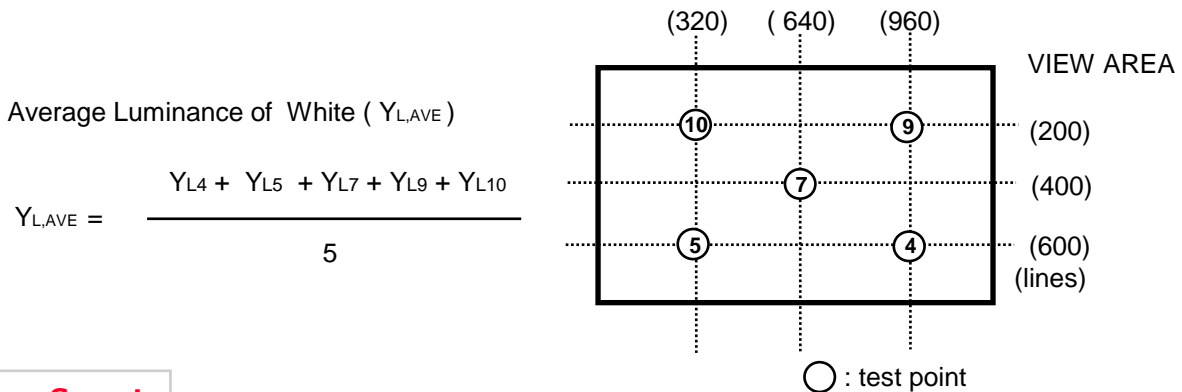 (320) ( 640) (960)
VIEW AREA
Average Luminance of White ( YL,AVE )
10 9 (200)
YL4 + YL5 + YL7 + YL9 + YL10
7 (400)
YL,AVE =
5
5 4 (600)
(lines)
: test point